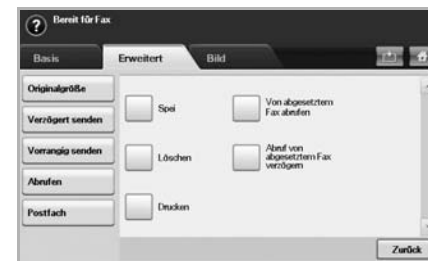 Bereit für Fax
Basis
Erweitert
Bild
Originalgröße
Verzögert senden
Vorrangig senden
Abrufen
Postfach
Spei
Von abgesetztem
Fax abrufen
Löschen
Abruf von
abgesetztem Fax
verzögern
Drucken
Zurück